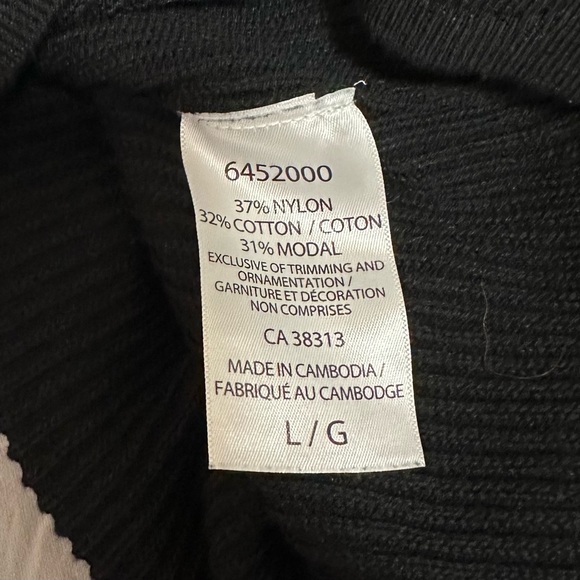 6452000
37% NYLON
32% COTTON / COTON
31% MODAL
EXCLUSIVE OF TRIMMING AND
ORNAMENTATION /
GARNITURE ET DÉCORATION
NON COMPRISES
CA 38313
MADE IN CAMBODIA /
FABRIQUÉ AU CAMBODGE
L / G